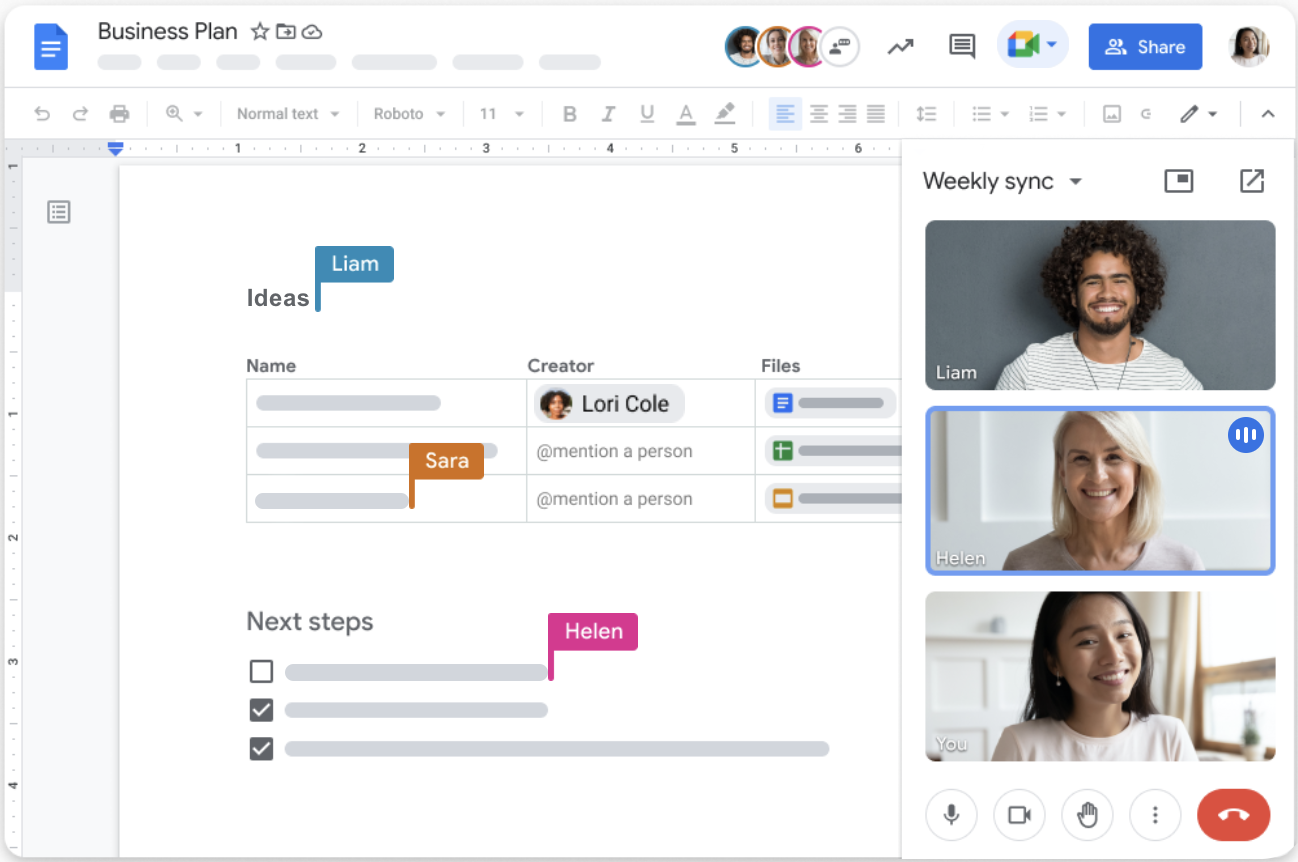 Business Plan
Share
Normal text
Roboto
11
1 2 3 4 5 6
Weekly sync
1
Liam
Ideas
Liam
Name Creator Files
Lori Cole
1
@mention a person
Sara
@mention a person
Helen
2
Next steps
Helen
3
You
4